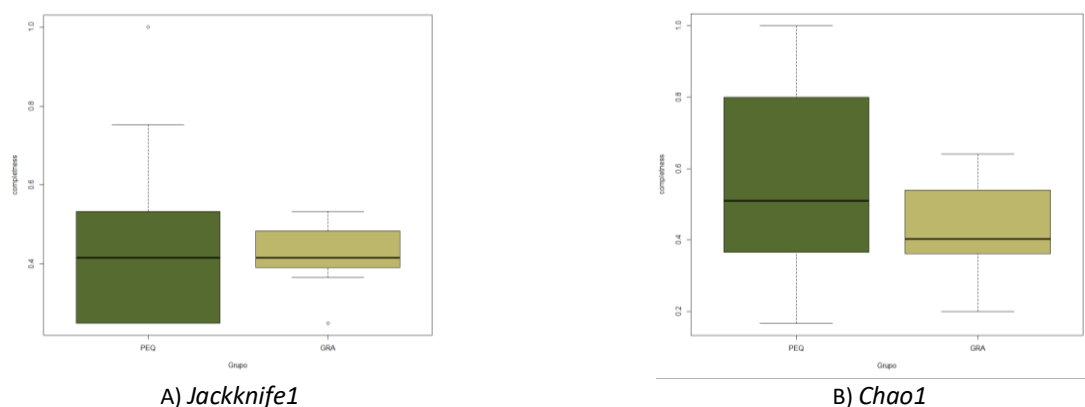 completness
1.0
0.8
0.6
0.4
PEQ
GRA
Grupo
A) Jackknife1
completness
1.0
0.8
0.6
0.4
0.2
PEQ
GRA
Grupo
B) Chao1